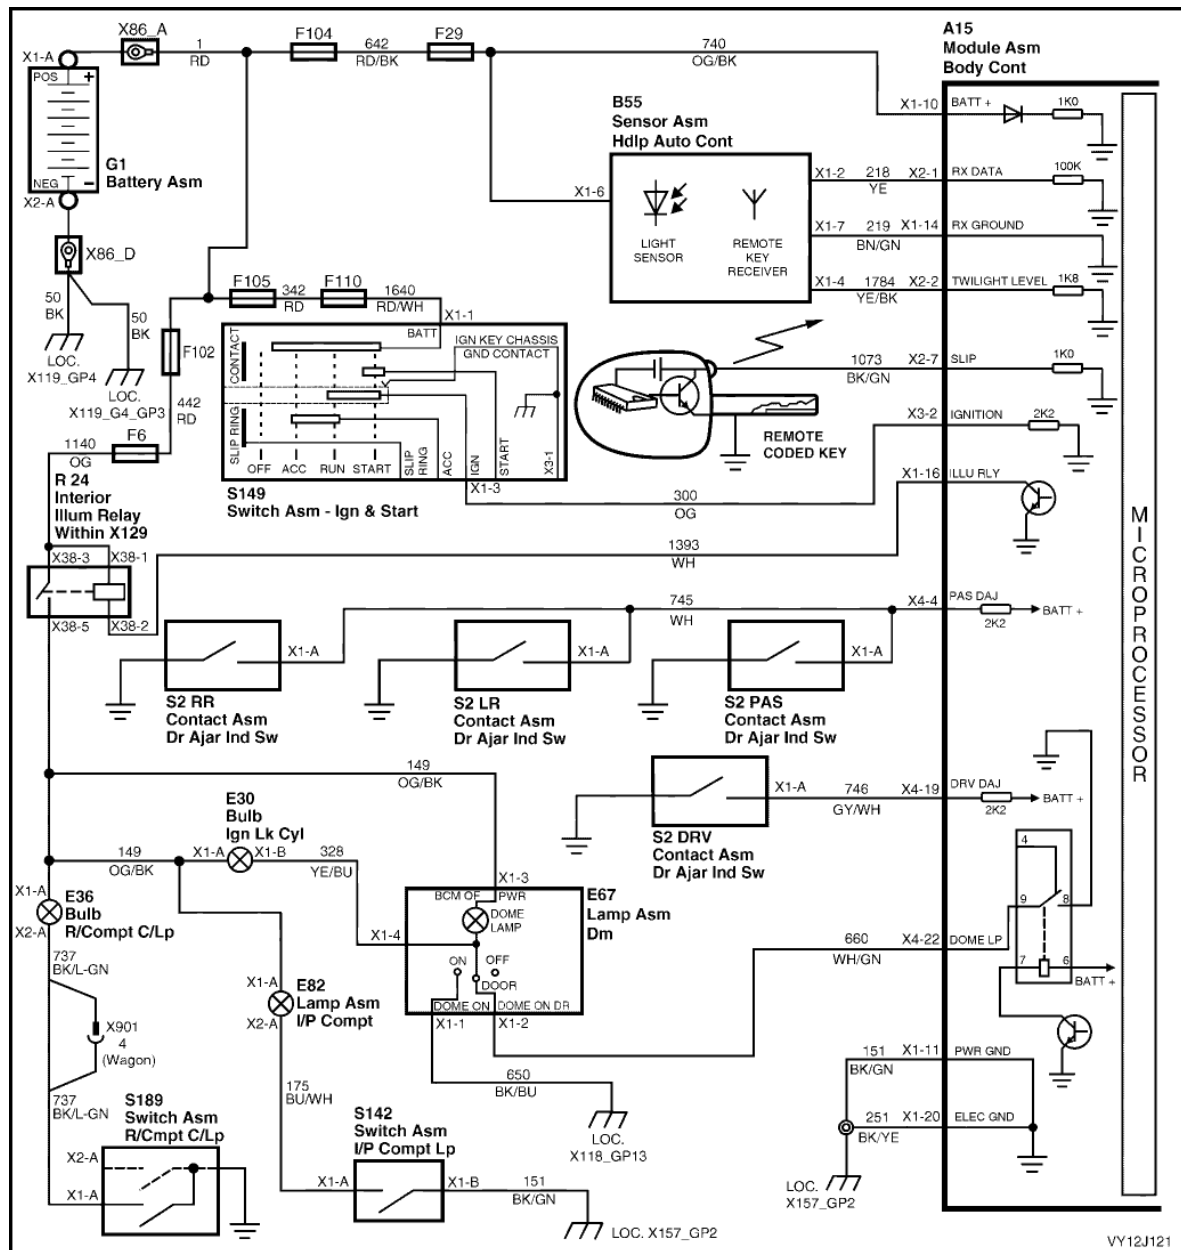 X86_A
1
RD
F104
642
RD/BK
F29
740
OG/BK
A15
Module Asm
Body Cont
X1-A
POS
+
G1
Battery Asm
NEG
−
X2-A
X86_D
50
BK
50
BK
LOC.
X119_GP4
LOC.
X119_G4_GP3
B55
Sensor Asm
Hdlp Auto Cont
X1-6
LIGHT
SENSOR
REMOTE
KEY
RECEIVER
X1-10
BATT +
1K0
X1-2
218
YE
X2-1
RX DATA
100K
X1-7
219
BN/GN
X1-14
RX GROUND
X1-4
1784
YE/BK
X2-2
TWILIGHT LEVEL
1K8
F105
342
RD
F110
1640
RD/WH
X1-1
F102
442
RD
BATT
IGN KEY CHASSIS
GND CONTACT
CONTACT
SLIP RING
OFF
ACC
RUN
START
SLIP
RING
ACC
IGN
START
X3-1
X1-3
S149
Switch Asm - Ign & Start
1073
BK/GN
X2-7
SLIP
1K0
REMOTE
CODED KEY
X3-2
IGNITION
2K2
1140
OG
F6
R 24
Interior
Illum Relay
Within X129
300
OG
X1-16
ILLU RLY
X38-3
X38-1
1393
WH
X38-5
X38-2
MICROPROCESSOR
745
WH
X4-4
PAS DAJ
2K2
BATT +
X1-A
S2 RR
Contact Asm
Dr Ajar Ind Sw
X1-A
S2 LR
Contact Asm
Dr Ajar Ind Sw
X1-A
S2 PAS
Contact Asm
Dr Ajar Ind Sw
149
OG/BK
X1-A
746
GY/WH
X4-19
DRV DAJ
2K2
BATT +
S2 DRV
Contact Asm
Dr Ajar Ind Sw
E30
Bulb
Ign Lk Cyl
149
OG/BK
X1-A
X1-B
328
YE/BU
X1-3
X1-A
E36
Bulb
R/Compt C/Lp
X2-A
BCM OF
PWR
DOME
LAMP
E67
Lamp Asm
Dm
X1-4
ON
OFF
DOOR
DOME ON
DOME ON DR
X1-1
X1-2
4
9
8
7
6
BATT +
660
WH/GN
X4-22
DOME LP
737
BK/L-GN
X1-A
E82
Lamp Asm
I/P Compt
X2-A
X901
4
(Wagon)
151
BK/GN
X1-11
PWR GND
650
BK/BU
175
BU/WH
737
BK/L-GN
S189
Switch Asm
R/Cmpt C/Lp
S142
Switch Asm
I/P Compt Lp
LOC.
X118_GP13
251
BK/YE
X1-20
ELEC GND
X2-A
X1-A
X1-A
X1-B
151
BK/GN
LOC.
X157_GP2
LOC. X157_GP2
VY12J121